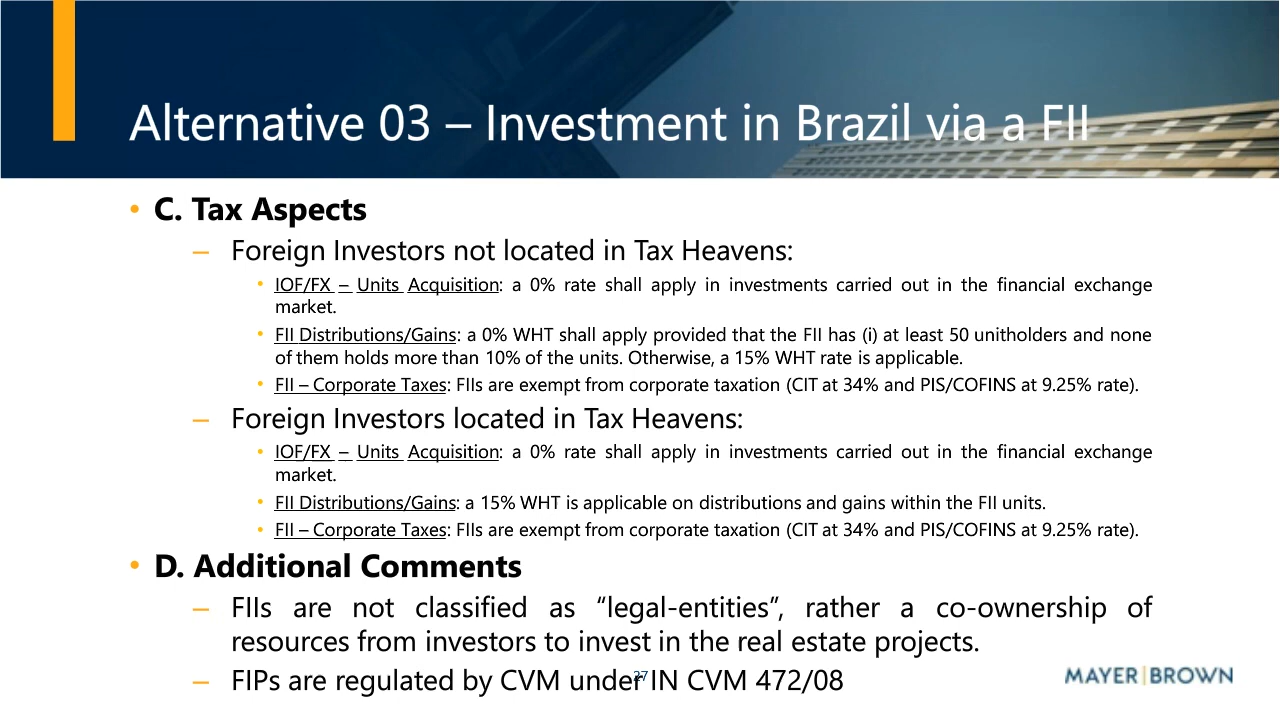 Alternative 03 – Investment in Brazil via a FII
• C. Tax Aspects
– Foreign Investors not located in Tax Heavens:
• IOF/FX – Units Acquisition: a 0% rate shall apply in investments carried out in the financial exchange
market.
• FII Distributions/Gains: a 0% WHT shall apply provided that the FII has (i) at least 50 unitholders and none
of them holds more than 10% of the units. Otherwise, a 15% WHT rate is applicable.
• FII – Corporate Taxes: FIIs are exempt from corporate taxation (CIT at 34% and PIS/COFINS at 9.25% rate).
– Foreign Investors located in Tax Heavens:
• IOF/FX – Units Acquisition: a 0% rate shall apply in investments carried out in the financial exchange
market.
• FII Distributions/Gains: a 15% WHT is applicable on distributions and gains within the FII units.
• FII – Corporate Taxes: FIIs are exempt from corporate taxation (CIT at 34% and PIS/COFINS at 9.25% rate).
• D. Additional Comments
– FIIs are not classified as “legal-entities”, rather a co-ownership of
resources from investors to invest in the real estate projects.
– FIPs are regulated by CVM under IN CVM 472/08
27
MAYER|BROWN